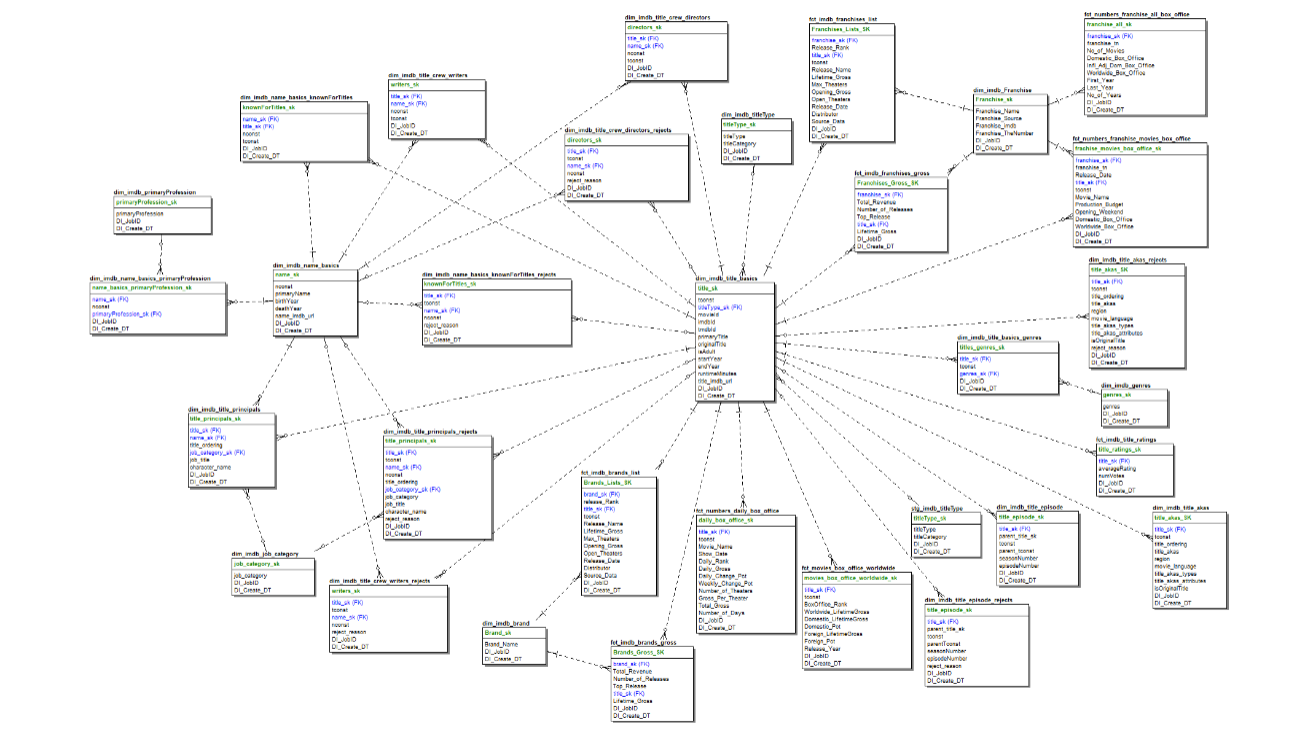 dim_imdb_title_crew_directors
directors_sk
title_sk (FK)
name_sk (FK)
nconst
tconst
DI_JobID
DI_Create_DT
fct_imdb_franchises_list
Franchises_Lists_SK
franchise_sk (FK)
Release_Rank
title_sk (FK)
tconst
Release_Name
Lifetime_Gross
Max_Theaters
Opening_Gross
Open_Theaters
Release_Date
Distributor
Source_Data
DI_JobID
DI_Create_DT
fct_numbers_franchise_all_box_office
franchise_all_sk
franchise_sk (FK)
franchise_tn
No_of_Movies
Domestic_Box_Office
Infl_Adj_Dom_Box_Office
Worldwide_Box_Office
First_Year
Last_Year
No_of_Years
DI_JobID
DI_Create_DT
dim_imdb_title_crew_writers
writers_sk
title_sk (FK)
name_sk (FK)
nconst
tconst
DI_JobID
DI_Create_DT
dim_imdb_name_basics_knownForTitles
knownForTitles_sk
name_sk (FK)
title_sk (FK)
nconst
tconst
DI_JobID
DI_Create_DT
dim_imdb_Franchise
Franchise_sk
Franchise_Name
Franchise_Source
Franchise_Imdb
Franchise_TheNumber
DI_JobID
DI_Create_DT
dim_imdb_titleType
titleType_sk
titleType
titleCategory
DI_JobID
DI_Create_DT
dim_imdb_title_crew_directors_rejects
directors_sk
title_sk (FK)
tconst
name_sk (FK)
nconst
reject_reason
DI_JobID
DI_Create_DT
fct_numbers_franchise_movies_box_office
frachise_movies_box_office_sk
franchise_sk (FK)
franchise_tn
Release_Date
title_sk (FK)
tconst
Movie_Name
Production_Budget
Opening_Weekend
Domestic_Box_Office
Worldwide_Box_Office
DI_JobID
DI_Create_DT
fct_imdb_franchises_gross
Franchises_Gross_SK
franchise_sk (FK)
Total_Revenue
Number_of_Releases
Top_Release
title_sk (FK)
Lifetime_Gross
DI_JobID
DI_Create_DT
dim_imdb_primaryProfession
primaryProfession_sk
primaryProfession
DI_JobID
DI_Create_DT
dim_imdb_name_basics
name_sk
nconst
primaryName
birthYear
deathYear
name_imdb_url
DI_JobID
DI_Create_DT
dim_imdb_name_basics_primaryProfession
name_basics_primaryProfession_sk
name_sk (FK)
nconst
primaryProfession_sk (FK)
DI_JobID
DI_Create_DT
dim_imdb_name_basics_knownForTitles_rejects
knownForTitles_sk
title_sk (FK)
tconst
name_sk (FK)
nconst
reject_reason
DI_JobID
DI_Create_DT
dim_imdb_title_basics
title_sk
tconst
titleType_sk (FK)
movieId
imdbId
tmdbId
primaryTitle
originalTitle
isAdult
startYear
endYear
runtimeMinutes
title_imdb_url
DI_JobID
DI_Create_DT
dim_imdb_title_akas_rejects
title_akas_SK
title_sk (FK)
tconst
title_ordering
title_akas
region
movie_language
title_akas_types
title_akas_attributes
isOriginalTitle
reject_reason
DI_JobID
DI_Create_DT
dim_imdb_title_basics_genres
titles_genres_sk
title_sk (FK)
tconst
genres_sk (FK)
DI_JobID
DI_Create_DT
dim_imdb_genres
genres_sk
genres
DI_JobID
DI_Create_DT
dim_imdb_title_principals
title_principals_sk
title_sk (FK)
name_sk (FK)
title_ordering
job_category_sk (FK)
job_title
character_name
DI_JobID
DI_Create_DT
dim_imdb_title_principals_rejects
title_principals_sk
title_sk (FK)
tconst
name_sk (FK)
nconst
title_ordering
job_category_sk (FK)
job_category
job_title
character_name
reject_reason
DI_JobID
DI_Create_DT
fct_imdb_title_ratings
title_ratings_sk
title_sk (FK)
averageRating
numVotes
DI_JobID
DI_Create_DT
fct_imdb_brands_list
Brands_Lists_SK
brand_sk (FK)
release_Rank
title_sk (FK)
tconst
Release_Name
Lifetime_Gross
Max_Theaters
Opening_Gross
Open_Theaters
Release_Date
Distributor
Source_Data
DI_JobID
DI_Create_DT
fct_numbers_daily_box_office
daily_box_office_sk
title_sk (FK)
tconst
Movie_Name
Show_Date
Daily_Rank
Daily_Gross
Daily_Change_Pct
Weekly_Change_Pct
Number_of_Theaters
Gross_Per_Theater
Total_Gross
Number_of_Days
DI_JobID
DI_Create_DT
stg_imdb_titleType
titleType_sk
titleType
titleCategory
DI_JobID
DI_Create_DT
dim_imdb_title_episode
title_episode_sk
title_sk (FK)
parent_title_sk
tconst
parent_tconst
seasonNumber
episodeNumber
DI_JobID
DI_Create_DT
dim_imdb_title_akas
title_akas_SK
title_sk (FK)
tconst
title_ordering
title_akas
region
movie_language
title_akas_types
title_akas_attributes
isOriginalTitle
DI_JobID
DI_Create_DT
dim_imdb_job_category
job_category_sk
job_category
DI_JobID
DI_Create_DT
dim_imdb_title_crew_writers_rejects
writers_sk
title_sk (FK)
tconst
name_sk (FK)
nconst
reject_reason
DI_JobID
DI_Create_DT
fct_movies_box_office_worldwide
movies_box_office_worldwide_sk
title_sk (FK)
tconst
BoxOffice_Rank
Worldwide_LifetimeGross
Domestic_LifetimeGross
Domestic_Pct
Foreign_LifetimeGross
Foreign_Pct
Release_Year
DI_JobID
DI_Create_DT
dim_imdb_title_episode_rejects
title_episode_sk
title_sk (FK)
parent_title_sk
tconst
parentTconst
seasonNumber
episodeNumber
reject_reason
DI_JobID
DI_Create_DT
dim_imdb_brand
Brand_sk
Brand_Name
DI_JobID
DI_Create_DT
fct_imdb_brands_gross
Brands_Gross_SK
brand_sk (FK)
Total_Revenue
Number_of_Releases
Top_Release
title_sk (FK)
Lifetime_Gross
DI_JobID
DI_Create_DT